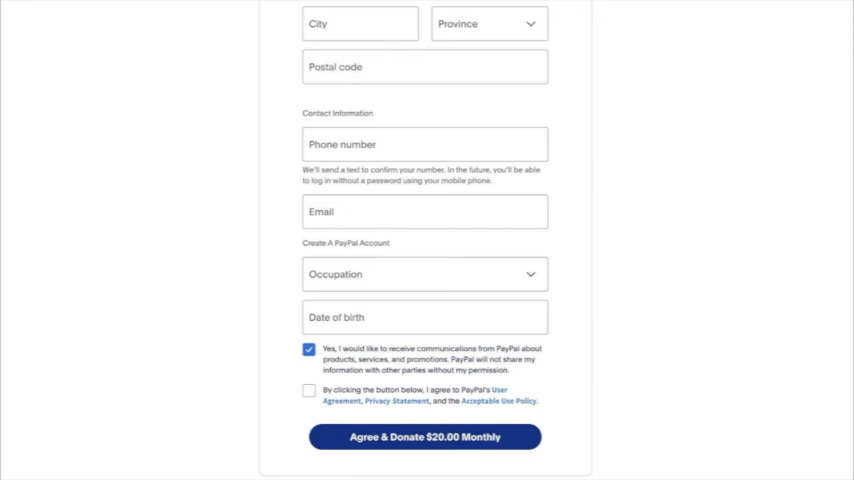 City
Province
Postal code
Contact Information
Phone number
We'll send a text to confirm your number. In the future, you'll be able
to log in without a password using your mobile phone.
Email
Create A PayPal Account
Occupation
Date of birth
Yes, I would like to receive communications from PayPal about
products, services, and promotions. PayPal will not share my
information with other parties without my permission.
By clicking the button below, I agree to PayPal's User
Agreement, Privacy Statement, and the Acceptable Use Policy.
Agree & Donate $20.00 Monthly